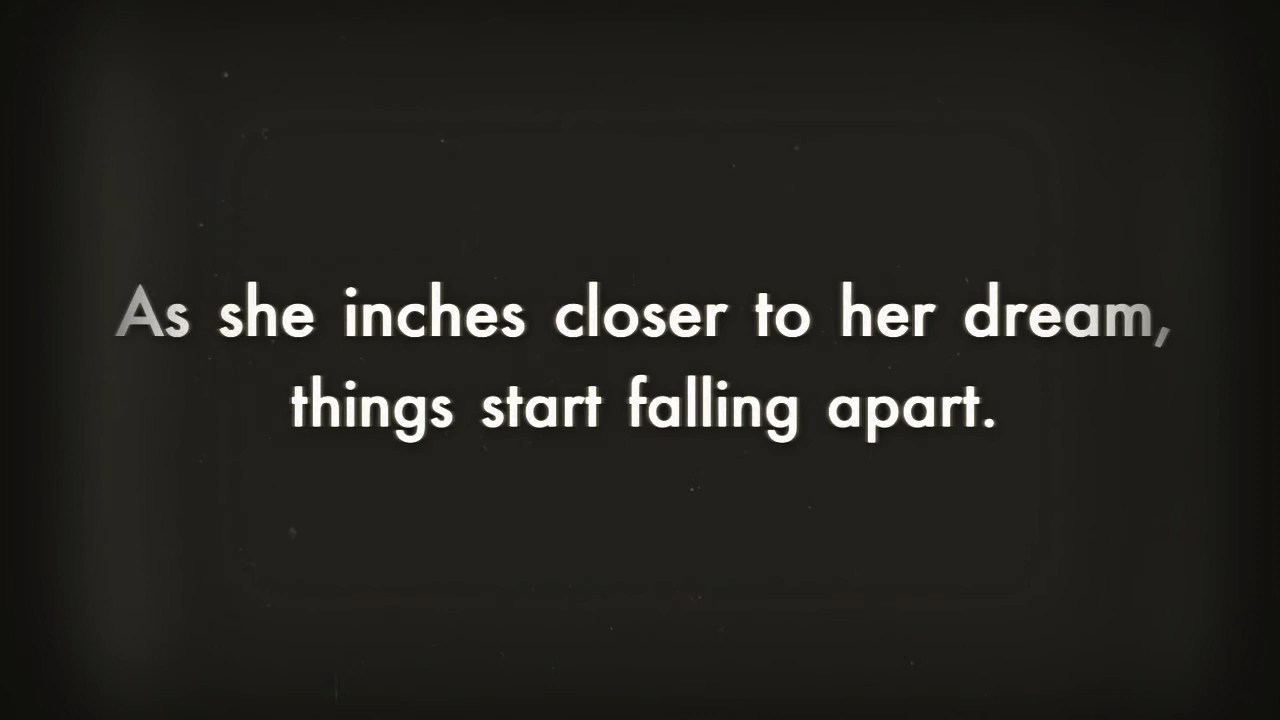 As she inches closer to her dream,
things start falling apart.